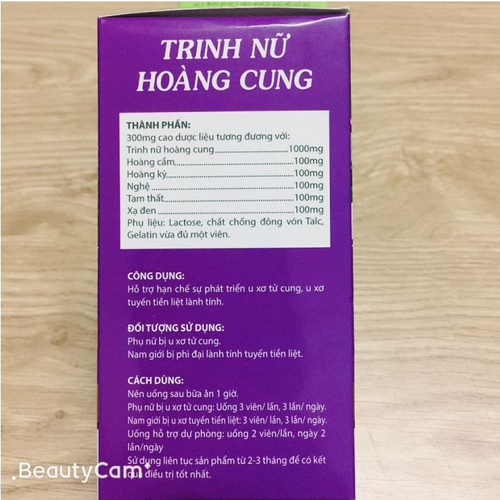 TRINH NỮ
HOÀNG CUNG
THÀNH PHẦN:
300mg cao dược liệu tương đương với:
Trinh nữ hoàng cung 1000mg
Hoàng cầm 100mg
Hoàng kỳ 100mg
Nghệ 100mg
Tam thất 100mg
Xạ đen 100mg
Phụ liệu: Lactose, chất chống đông vón Talc,
Gelatin vừa đủ một viên.
CÔNG DỤNG:
Hỗ trợ hạn chế sự phát triển u xơ tử cung, u xơ
tuyến tiền liệt lành tính.
ĐỐI TƯỢNG SỬ DỤNG:
Phụ nữ bị u xơ tử cung.
Nam giới bị phì đại lành tính tuyến tiền liệt.
CÁCH DÙNG:
Nên uống sau bữa ăn 1 giờ.
Phụ nữ bị u xơ tử cung: Uống 3 viên/ lần, 3 lần/ ngày.
Nam giới bị u xơ tuyến tiền liệt: 3 viên/ lần, 3 lần/ ngày.
Uống hỗ trợ dự phòng: uống 2 viên/lần, ngày 2
lần/ngày
Sử dụng liên tục sản phẩm từ 2-3 tháng để có kết
quả điều trị tốt nhất.
BeautyCam